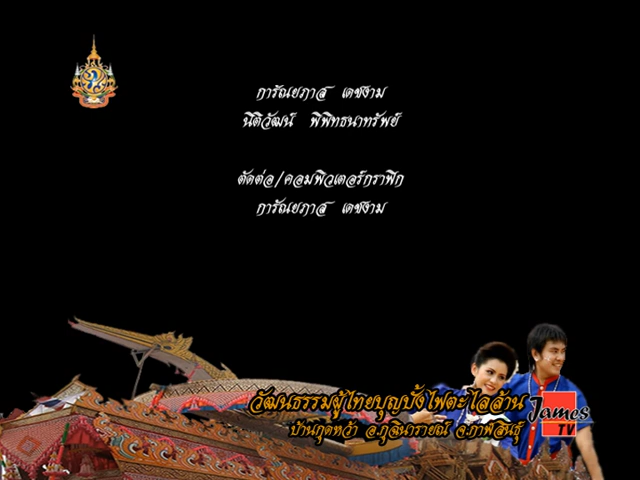 การัณยภาส เดชงาม
นิติวัฒน์ พิพิทธนาทรัพย์
ตัดต่อ/คอมพิวเตอร์กราฟิก
การัณยภาส เดชงาม
วัฒนธรรมผู้ไทยบุญบั้งไฟตะไลล้าน
บ้านกุดหว้า อ.กุฉินารายณ์ จ.กาฬสินธุ์
James
TV